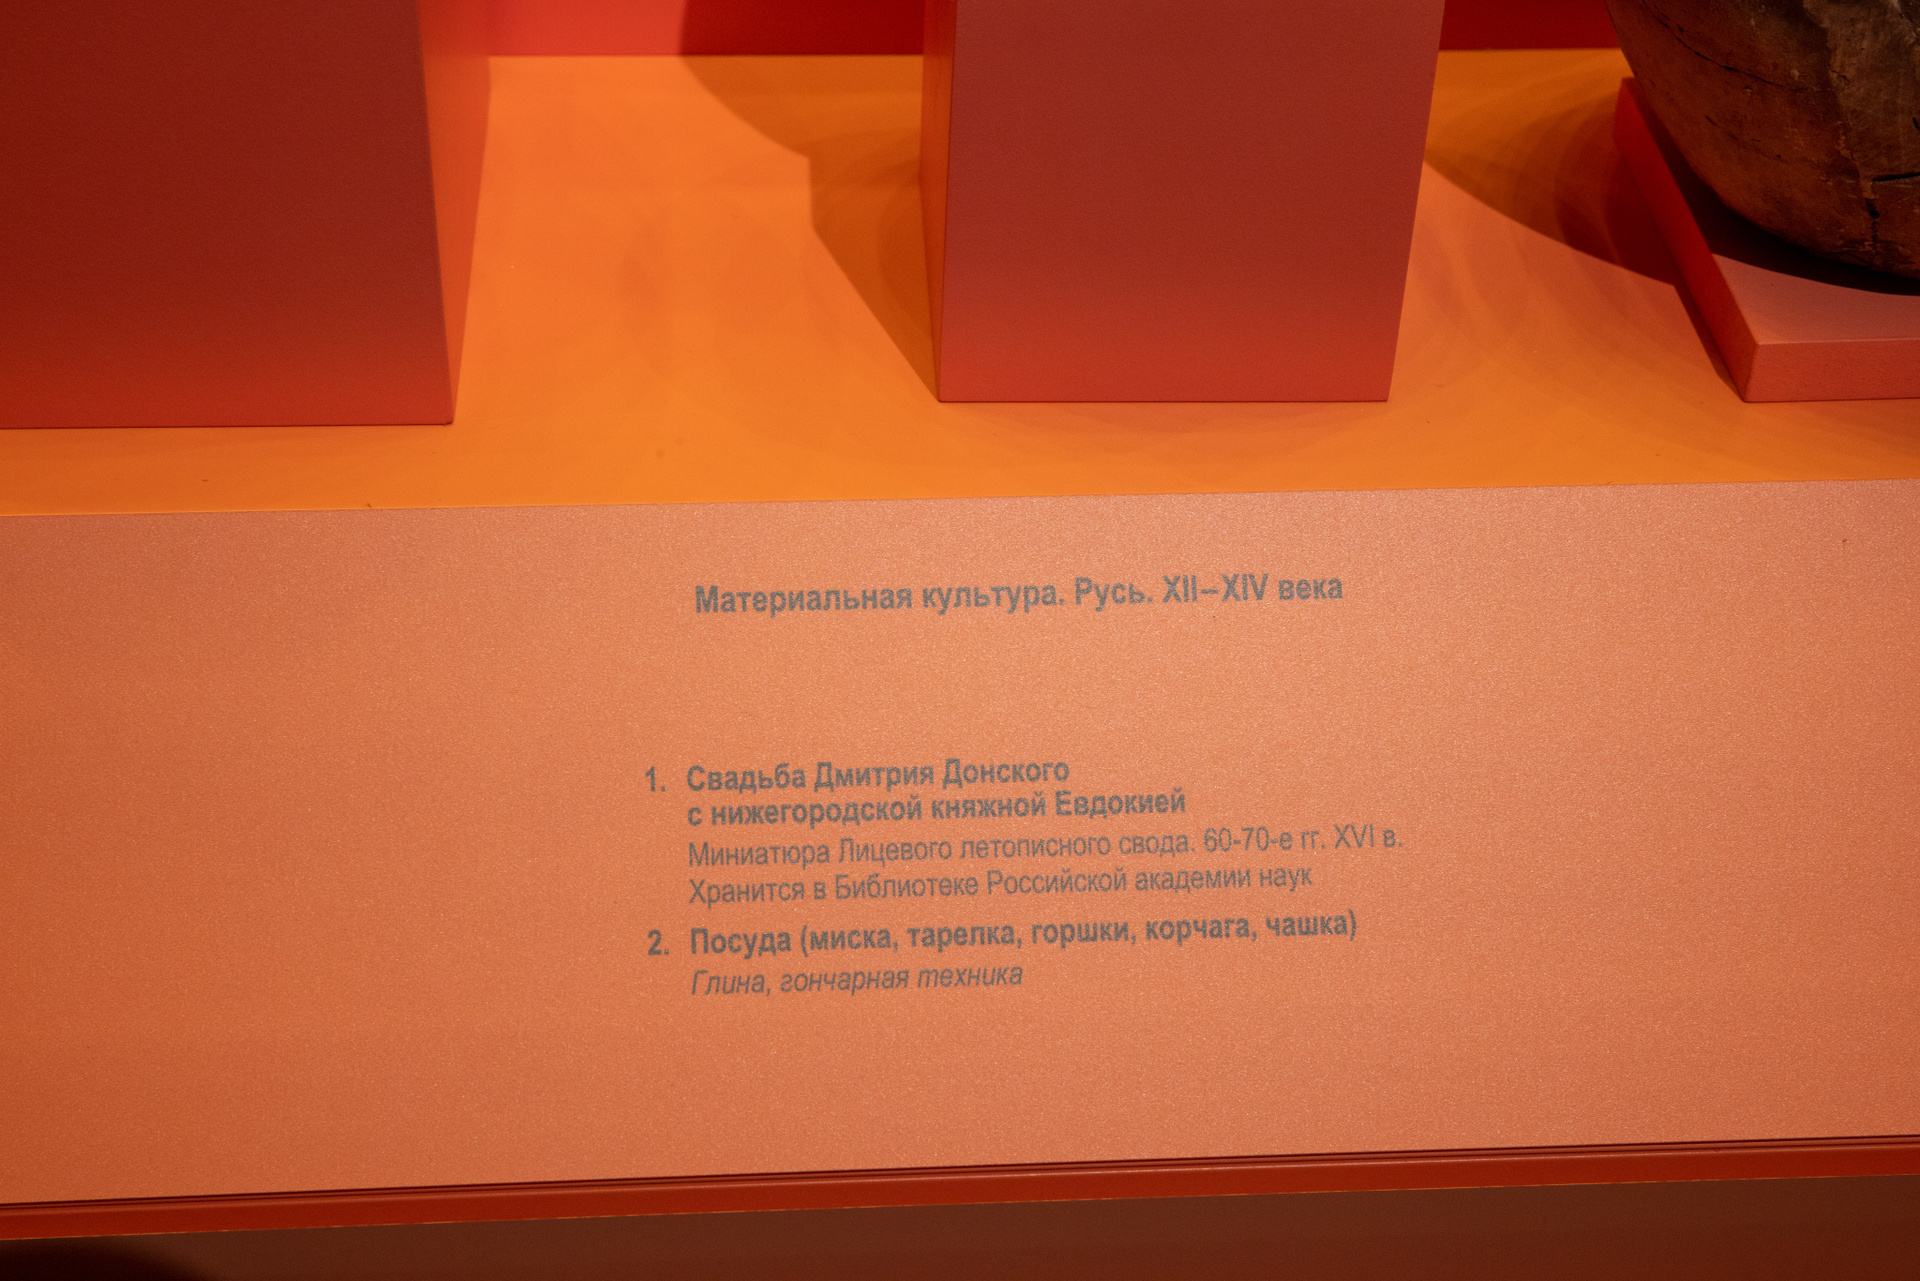 Материальная культура. Русь. XII–XIV века
1. Свадьба Дмитрия Донского
с нижегородской княжной Евдокией
Миниатюра Лицевого летописного свода. 60-70-е гг. XVI в.
Хранится в Библиотеке Российской академии наук
2. Посуда (миска, тарелка, горшки, корчага, чашка)
Глина, гончарная техника